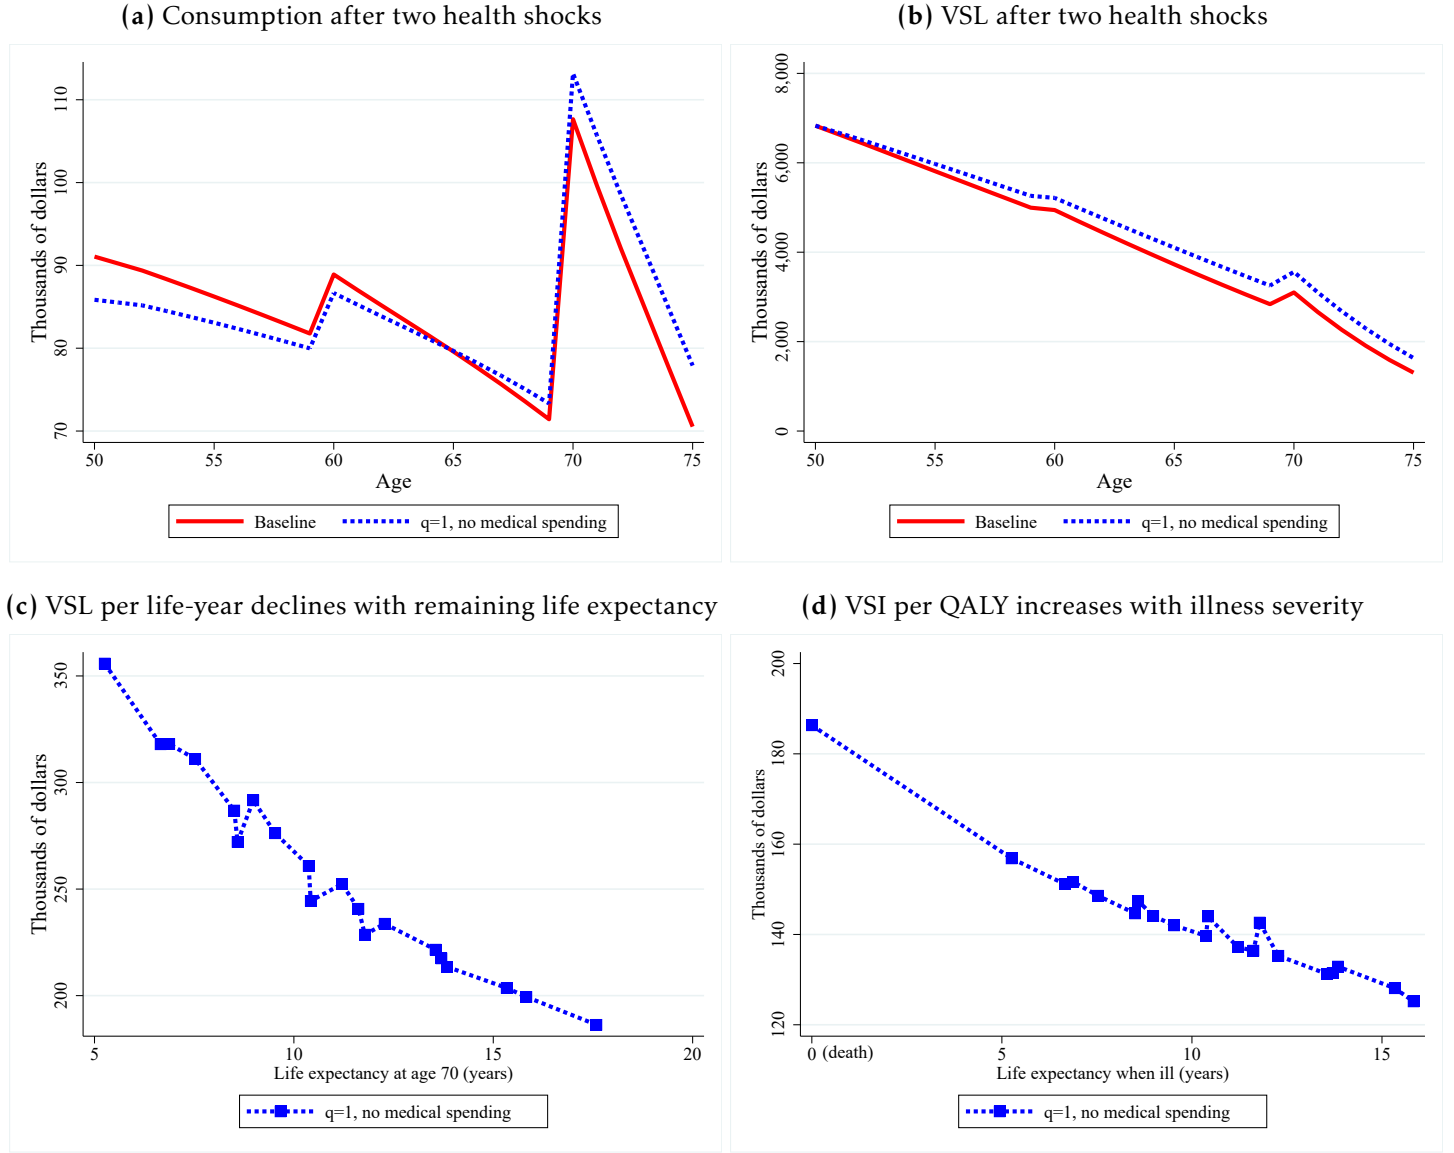 (a) Consumption after two health shocks
Thousands of dollars
110
100
90
80
70
50 55 60 65 70 75
Age
Baseline q=1, no medical spending
(b) VSL after two health shocks
Thousands of dollars
8,000
6,000
4,000
2,000
0
50 55 60 65 70 75
Age
Baseline q=1, no medical spending
(c) VSL per life-year declines with remaining life expectancy
Thousands of dollars
350
300
250
200
5 10 15 20
Life expectancy at age 70 (years)
q=1, no medical spending
(d) VSI per QALY increases with illness severity
Thousands of dollars
200
180
160
140
120
0 (death) 5 10 15
Life expectancy when ill (years)
q=1, no medical spending